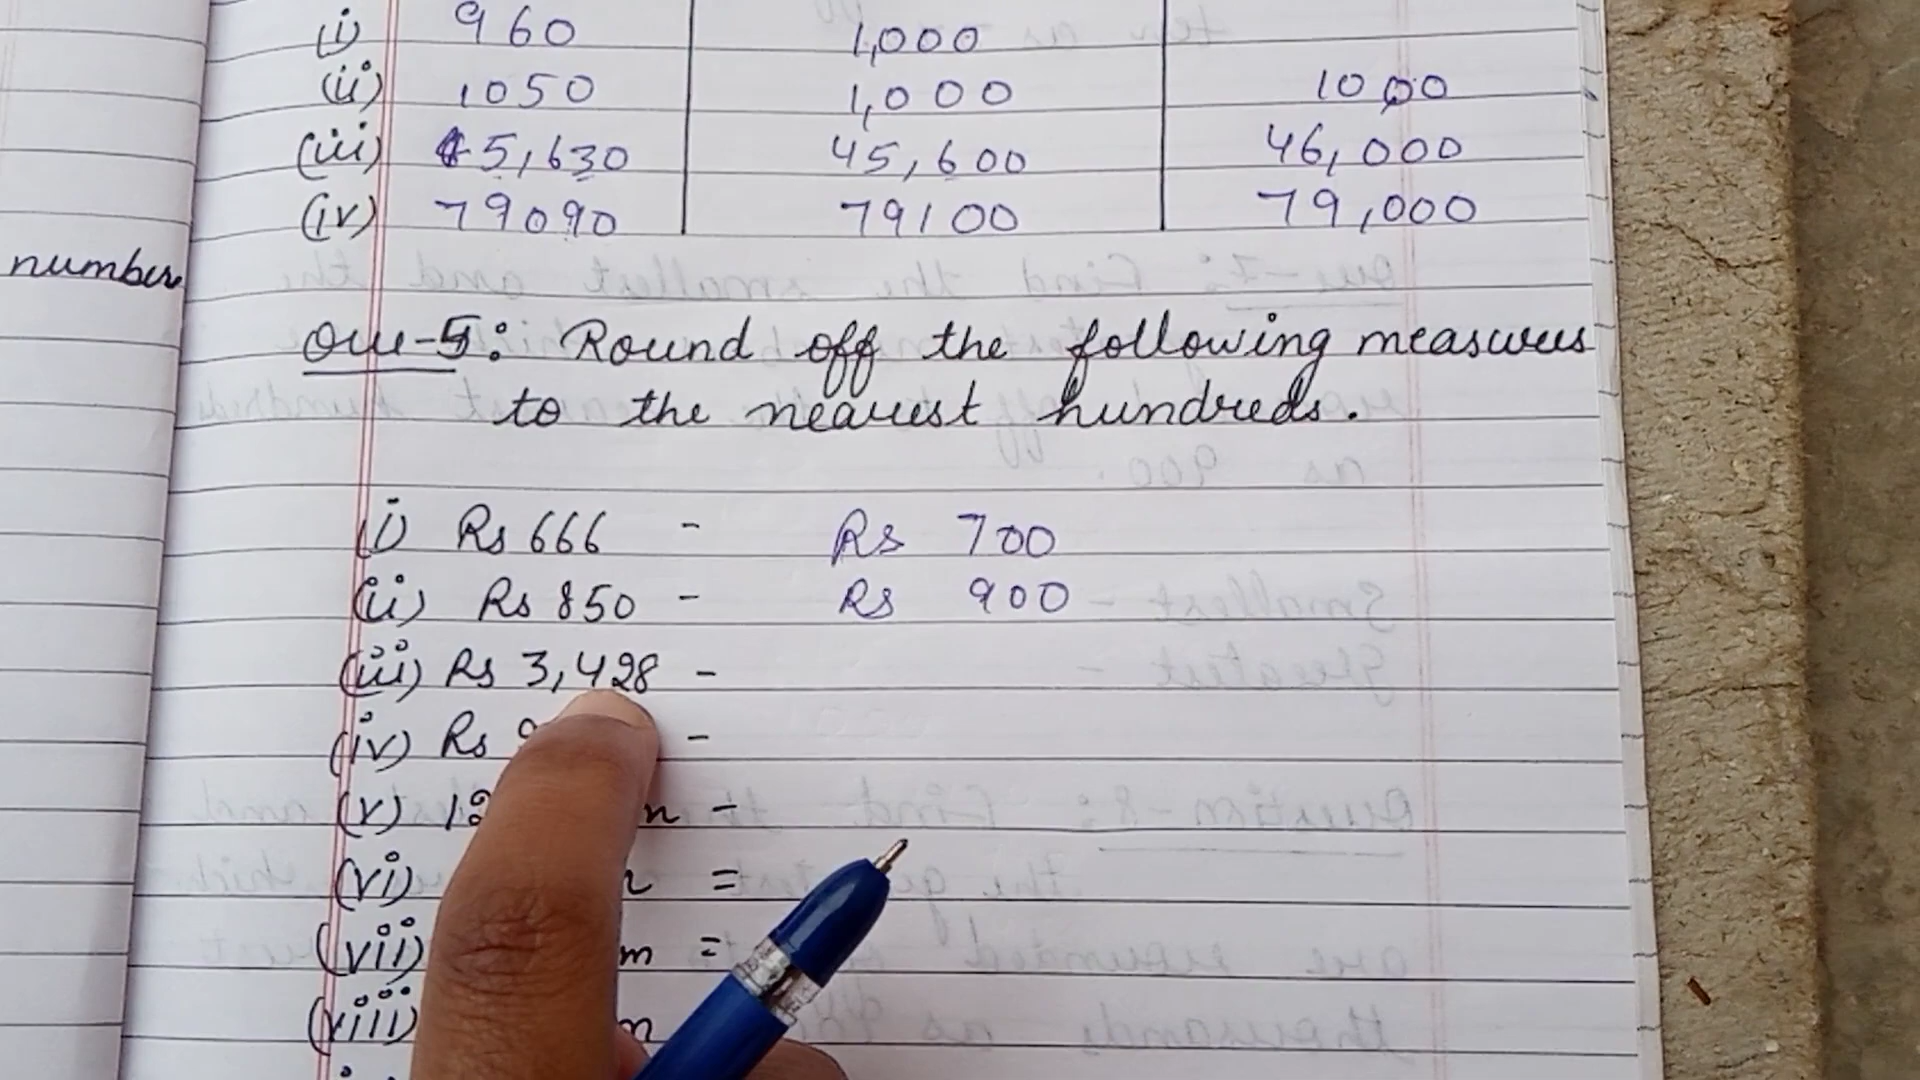 (i) 960 1,000
(ii) 1050 1,000 1000
(iii) 45,630 45,600 46,000
(iv) 79090 79100 79,000
number
Que-5: Round off the following measures
to the nearest hundreds.
(i) Rs 666 - Rs 700
(ii) Rs 850 - Rs 900
(iii) Rs 3,428 -
(iv) Rs -
(v) -
(vi) =
(vii) m =
(viii)